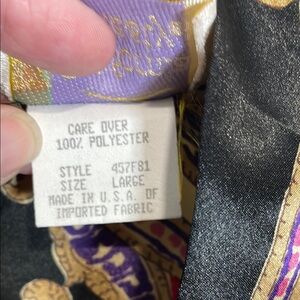 CARE OVER
100% POLYESTER
STYLE 457F81
SIZE LARGE
MADE IN U.S.A. OF
IMPORTED FABRIC